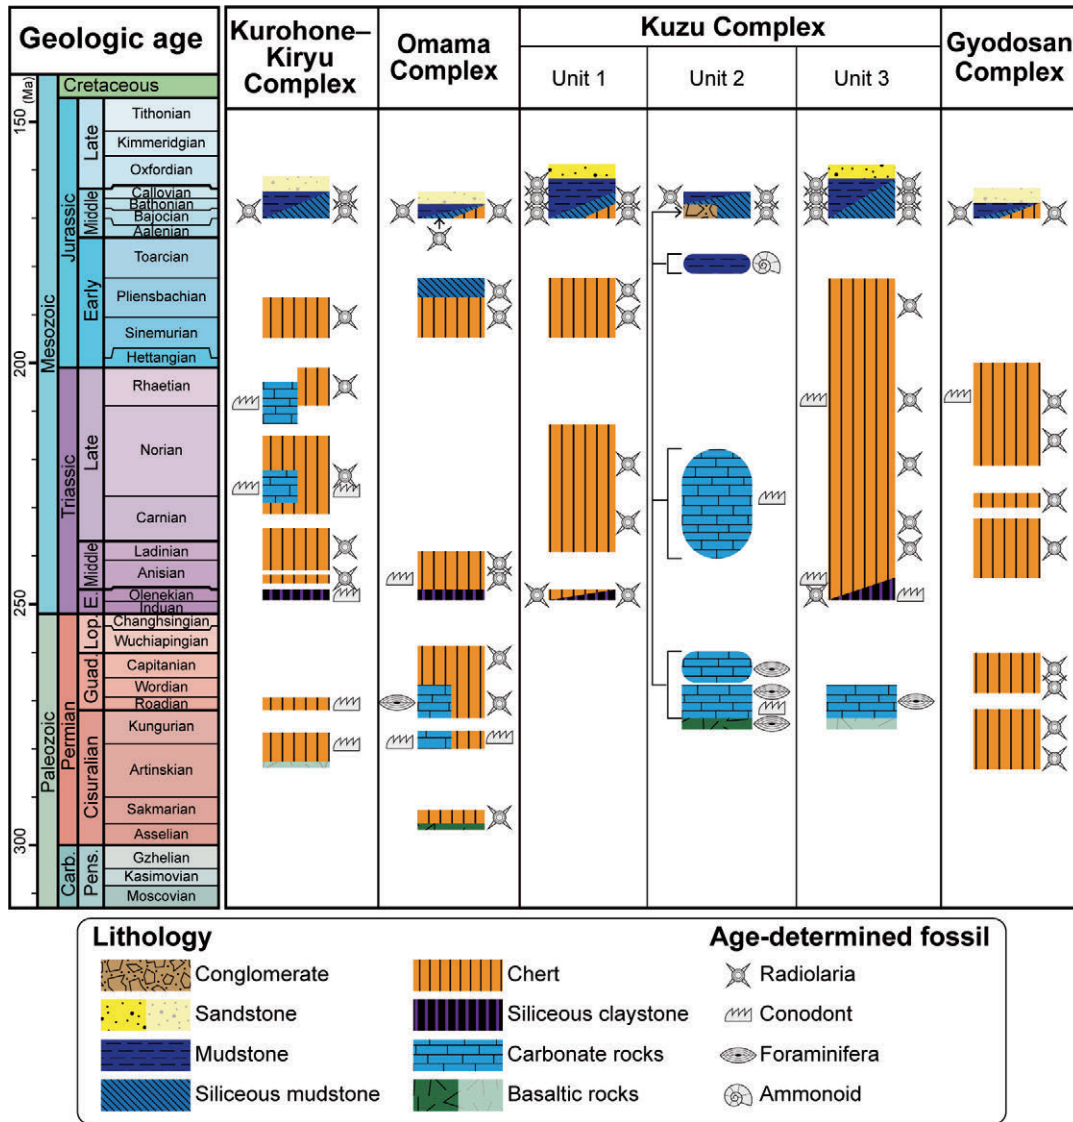 Geologic age
Kurohone–
Kiryu
Complex
Omama
Complex
Kuzu Complex
Unit 1
Unit 2
Unit 3
Gyodosan
Complex
(Ma)
150
200
250
300
Mesozoic
Paleozoic
Cretaceous
Jurassic
Triassic
Permian
Carb.
Late
Middle
Early
Late
Middle
E.
Lop.
Guad.
Cisuralian
Pens.
Tithonian
Kimmeridgian
Oxfordian
Callovian
Bathonian
Bajocian
Aalenian
Toarcian
Pliensbachian
Sinemurian
Hettangian
Rhaetian
Norian
Carnian
Ladinian
Anisian
Olenekian
Induan
Changhsingian
Wuchiapingian
Capitanian
Wordian
Roadian
Kungurian
Artinskian
Sakmarian
Asselian
Gzhelian
Kasimovian
Moscovian
Lithology
Conglomerate
Sandstone
Mudstone
Siliceous mudstone
Chert
Siliceous claystone
Carbonate rocks
Basaltic rocks
Age-determined fossil
Radiolaria
Conodont
Foraminifera
Ammonoid